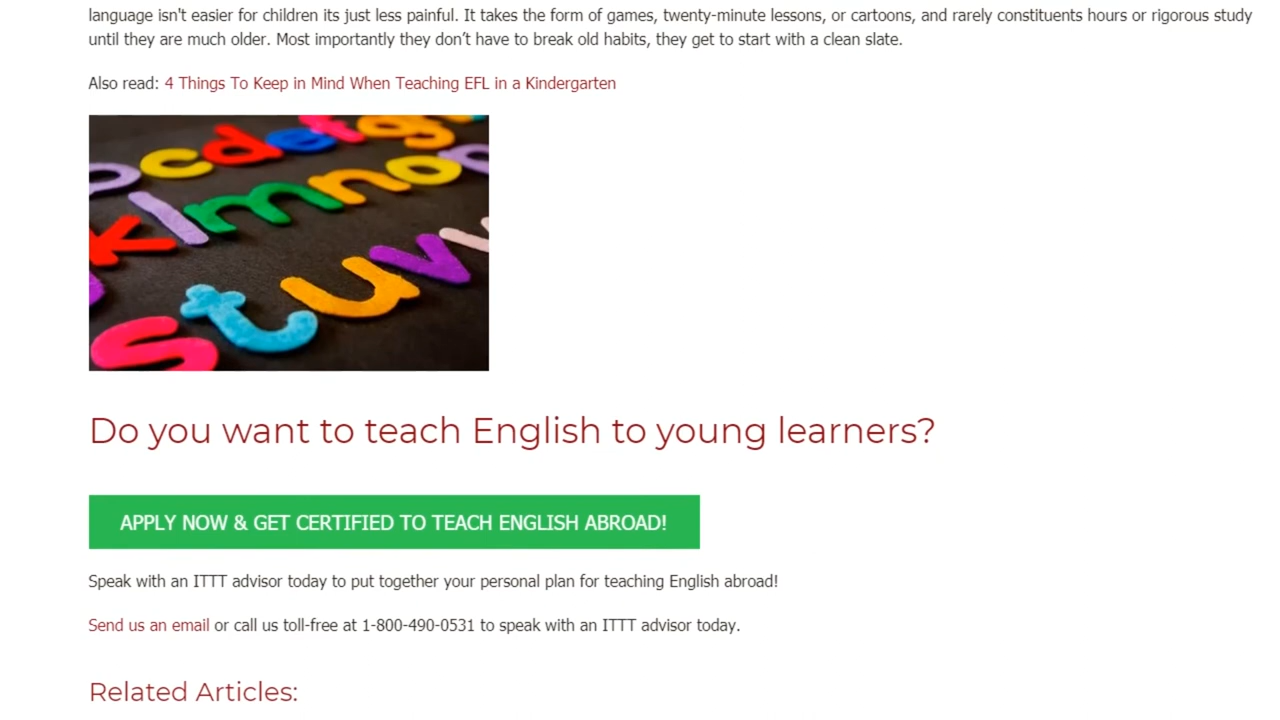 language isn't easier for children its just less painful. It takes the form of games, twenty-minute lessons, or cartoons, and rarely constituents hours or rigorous study
until they are much older. Most importantly they don’t have to break old habits, they get to start with a clean slate.
Also read: 4 Things To Keep in Mind When Teaching EFL in a Kindergarten
c d e f g
k l m n o
s t u v
Do you want to teach English to young learners?
APPLY NOW & GET CERTIFIED TO TEACH ENGLISH ABROAD!
Speak with an ITTT advisor today to put together your personal plan for teaching English abroad!
Send us an email or call us toll-free at 1-800-490-0531 to speak with an ITTT advisor today.
Related Articles: